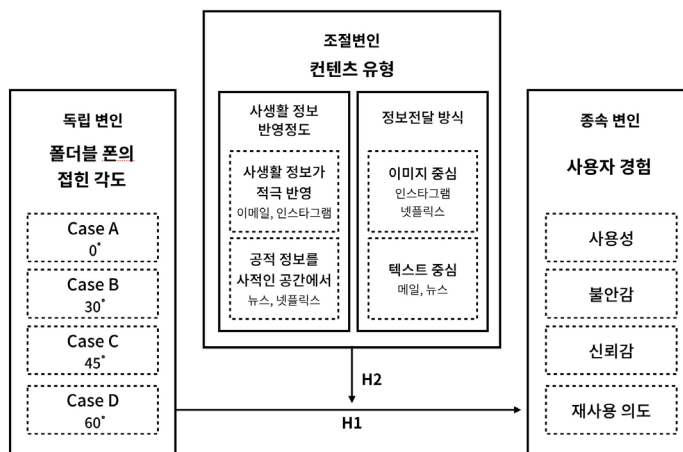 조절변인
컨텐츠 유형
독립 변인
폴더블 폰의
접힌 각도
Case A
0°
Case B
30°
Case C
45°
Case D
60°
사생활 정보
반영정도
사생활 정보가
적극 반영
이메일, 인스타그램
공적 정보를
사적인 공간에서
뉴스, 넷플릭스
정보전달 방식
이미지 중심
인스타그램
넷플릭스
텍스트 중심
메일, 뉴스
종속 변인
사용자 경험
사용성
불안감
신뢰감
재사용 의도
H2
H1